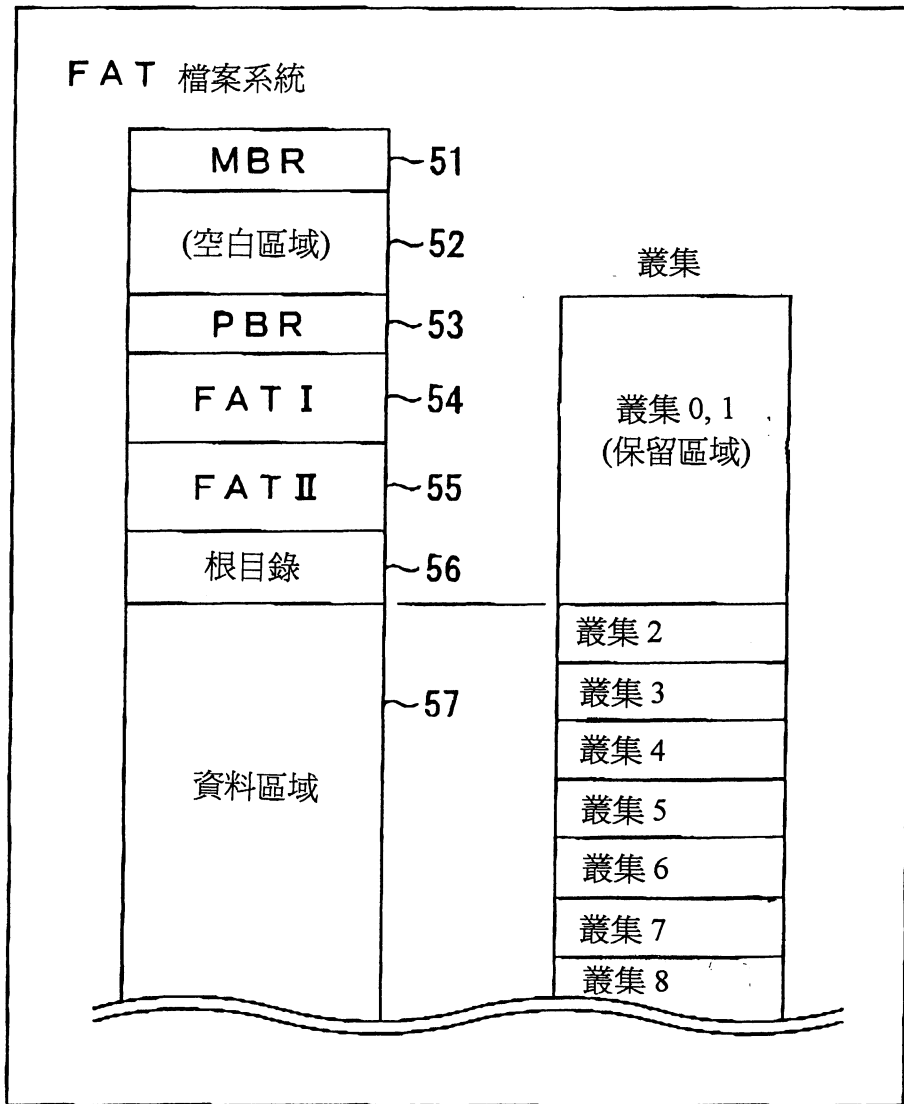 FAT 檔案系統
MBR
51
(空白區域)
52
PBR
53
FAT I
54
FAT II
55
根目錄
56
資料區域
57
叢集
叢集 0, 1
(保留區域)
叢集 2
叢集 3
叢集 4
叢集 5
叢集 6
叢集 7
叢集 8